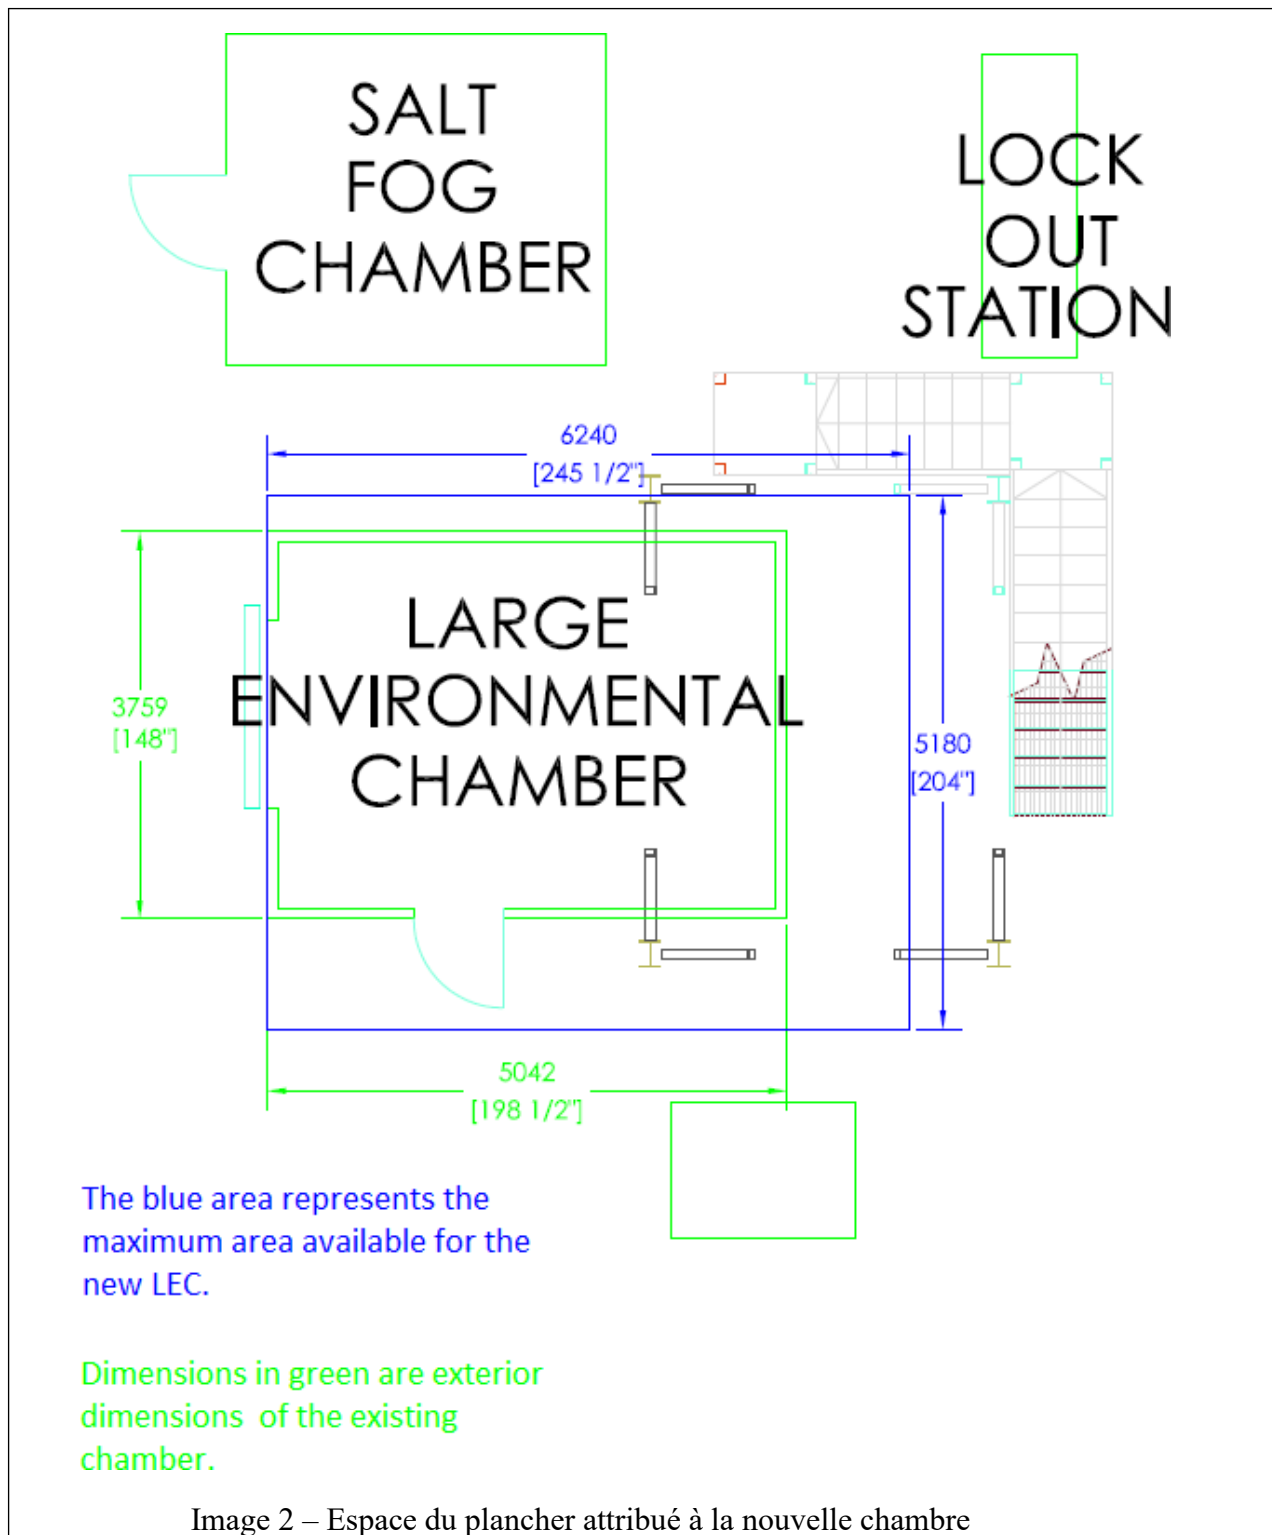 SALT
FOG
CHAMBER
LOCK
OUT
STATION
6240
[245 1/2"]
LARGE
ENVIRONMENTAL
CHAMBER
3759
[148"]
5180
[204"]
5042
[198 1/2"]
The blue area represents the
maximum area available for the
new LEC.
Dimensions in green are exterior
dimensions of the existing
chamber.
Image 2 – Espace du plancher attribué à la nouvelle chambre